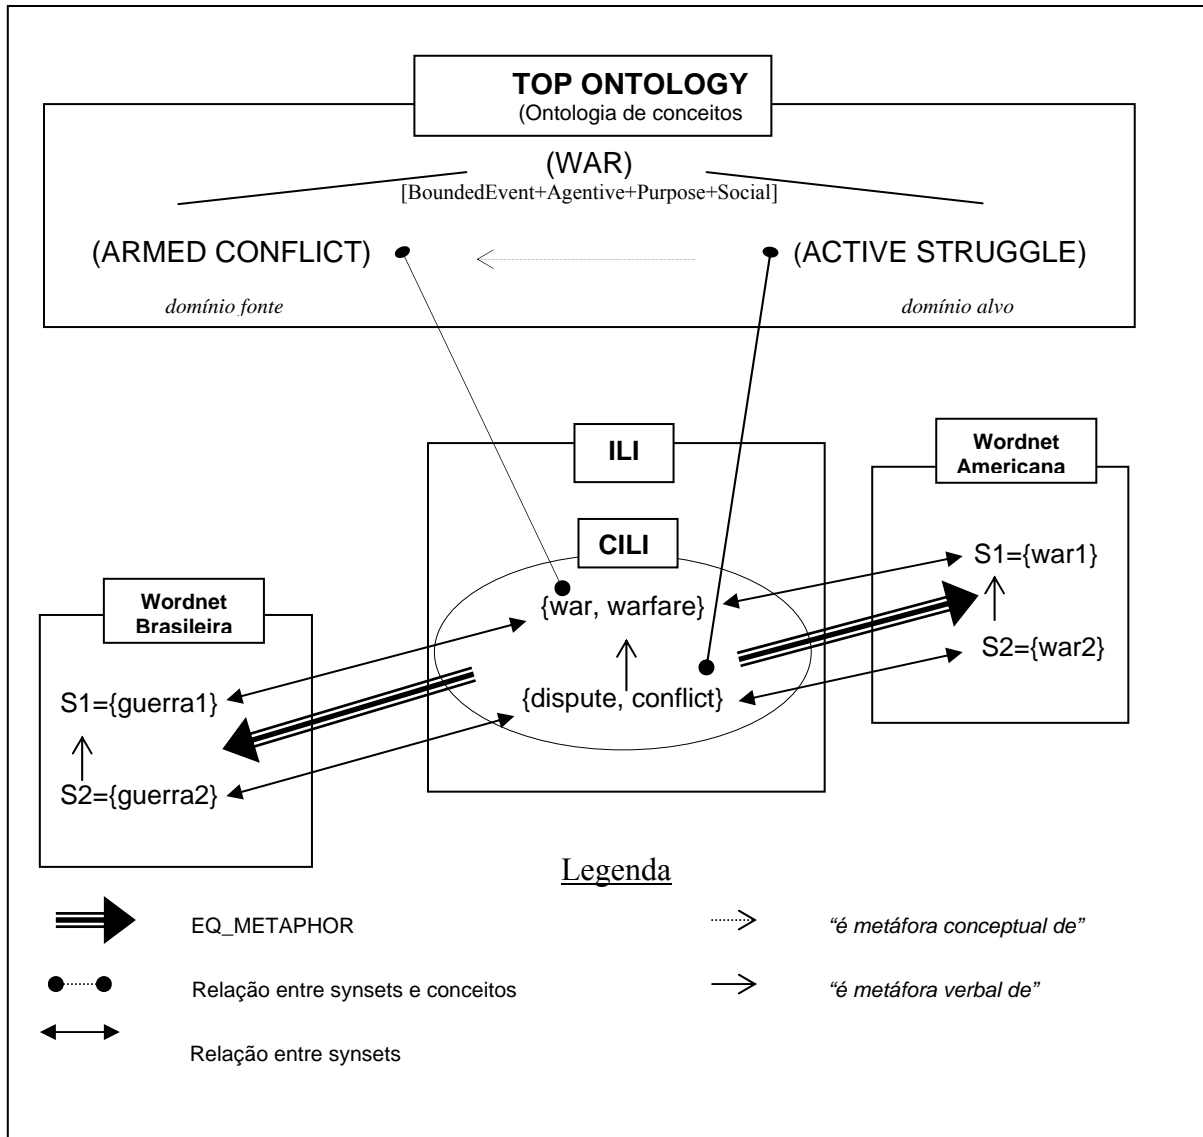 TOP ONTOLOGY
(Ontologia de conceitos
(WAR)
[BoundedEvent+Agentive+Purpose+Social]
(ARMED CONFLICT)
(ACTIVE STRUGGLE)
domínio fonte
domínio alvo
ILI
Wordnet
Americana
CILI
S1={war1}
Wordnet
Brasileira
{war, warfare}
S2={war2}
S1={guerra1}
{dispute, conflict}
S2={guerra2}
Legenda
EQ_METAPHOR
“é metáfora conceptual de”
Relação entre synsets e conceitos
“é metáfora verbal de”
Relação entre synsets